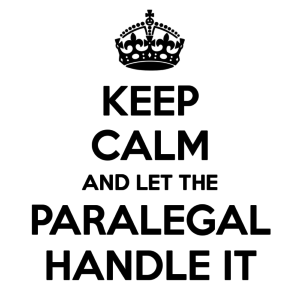 KEEP
CALM
AND LET THE
PARALEGAL
HANDLE IT